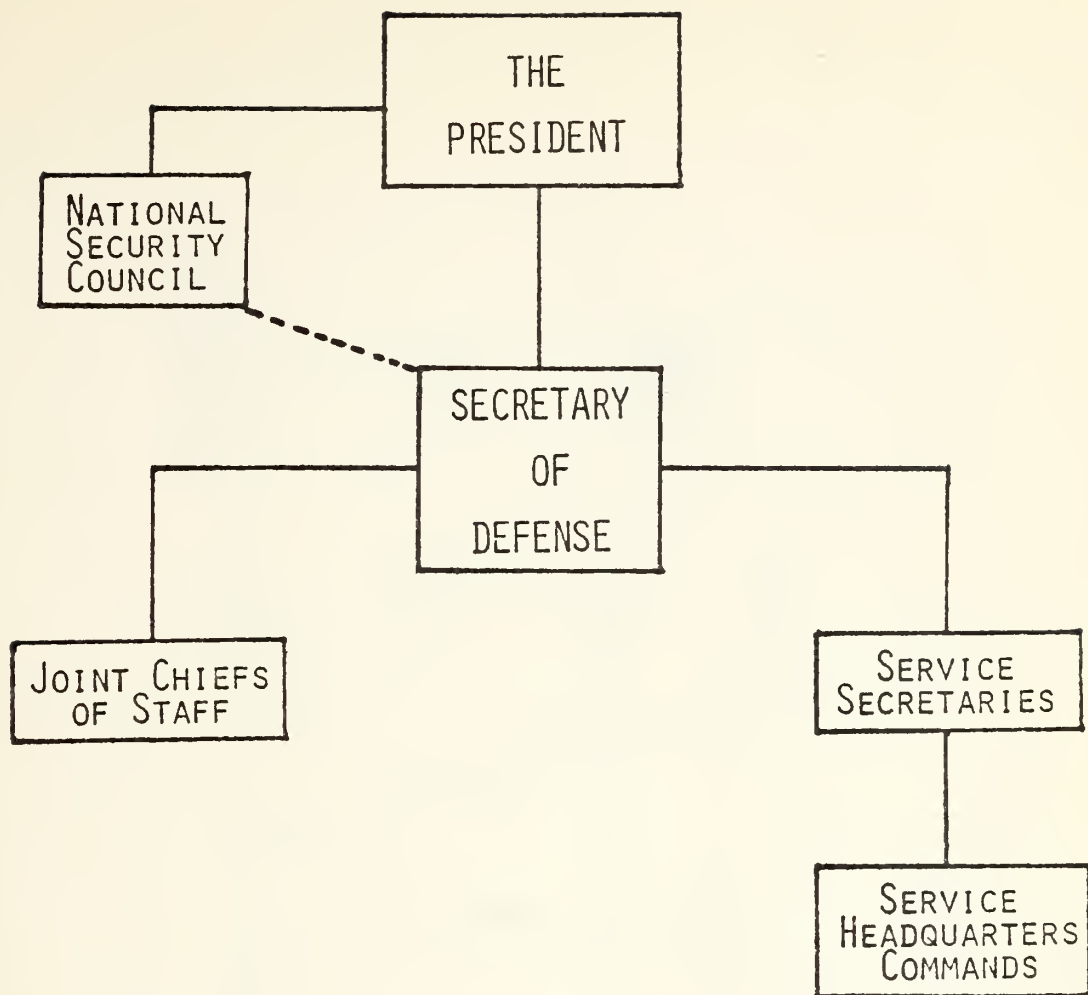 THE
PRESIDENT
NATIONAL
SECURITY
COUNCIL
SECRETARY
OF
DEFENSE
JOINT CHIEFS
OF STAFF
SERVICE
SECRETARIES
SERVICE
HEADQUARTERS
COMMANDS